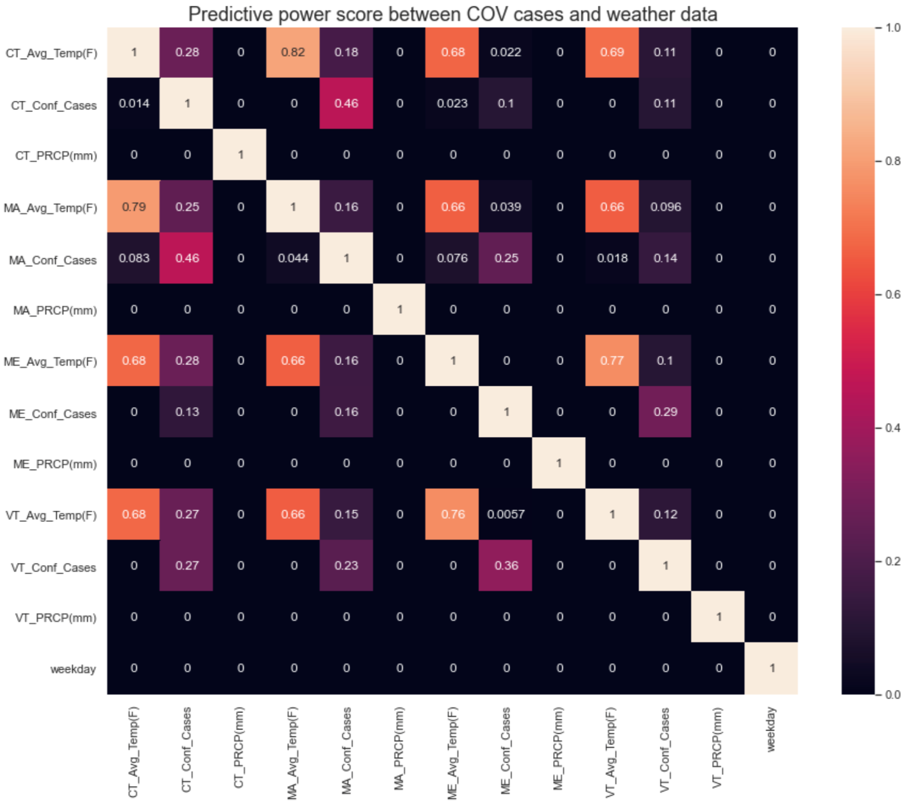 Predictive power score between COV cases and weather data
CT_Avg_Temp(F) 1 0.28 0 0.82 0.18 0 0.68 0.022 0 0.69 0.11 0 0
CT_Conf_Cases 0.014 1 0 0 0.46 0 0.023 0.1 0 0 0.11 0 0
CT_PRCP(mm) 0 0 1 0 0 0 0 0 0 0 0 0 0
MA_Avg_Temp(F) 0.79 0.25 0 1 0.16 0 0.66 0.039 0 0.66 0.096 0 0
MA_Conf_Cases 0.083 0.46 0 0.044 1 0 0.076 0.25 0 0.018 0.14 0 0
MA_PRCP(mm) 0 0 0 0 0 1 0 0 0 0 0 0 0
ME_Avg_Temp(F) 0.68 0.28 0 0.66 0.16 0 1 0 0 0.77 0.1 0 0
ME_Conf_Cases 0 0.13 0 0 0.16 0 0 1 0 0 0.29 0 0
ME_PRCP(mm) 0 0 0 0 0 0 0 0 1 0 0 0 0
VT_Avg_Temp(F) 0.68 0.27 0 0.66 0.15 0 0.76 0.0057 0 1 0.12 0 0
VT_Conf_Cases 0 0.27 0 0 0.23 0 0 0.36 0 0 1 0 0
VT_PRCP(mm) 0 0 0 0 0 0 0 0 0 0 0 1 0
weekday 0 0 0 0 0 0 0 0 0 0 0 0 1
CT_Avg_Temp(F)
CT_Conf_Cases
CT_PRCP(mm)
MA_Avg_Temp(F)
MA_Conf_Cases
MA_PRCP(mm)
ME_Avg_Temp(F)
ME_Conf_Cases
ME_PRCP(mm)
VT_Avg_Temp(F)
VT_Conf_Cases
VT_PRCP(mm)
weekday
1.0
0.8
0.6
0.4
0.2
0.0